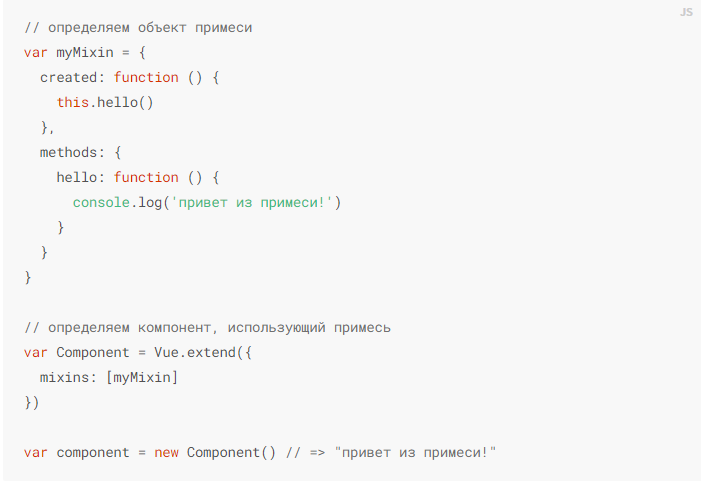 JS
// определяем объект примеси
var myMixin = {
  created: function () {
    this.hello()
  },
  methods: {
    hello: function () {
      console.log('привет из примеси!')
    }
  }
}

// определяем компонент, использующий примесь
var Component = Vue.extend({
  mixins: [myMixin]
})

var component = new Component() // => "привет из примеси!"